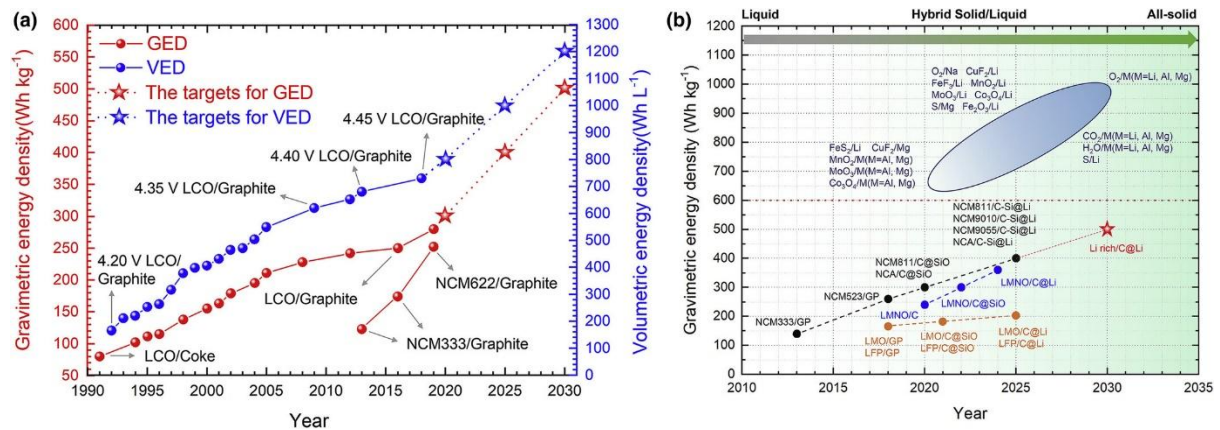 (a)
GED
VED
The targets for GED
The targets for VED
4.45 V LCO/Graphite
4.40 V LCO/Graphite
4.35 V LCO/Graphite
4.20 V LCO/
Graphite
LCO/Graphite
NCM622/Graphite
NCM333/Graphite
LCO/Coke
Gravimetric energy density(Wh kg⁻¹)
600
550
500
450
400
350
300
250
200
150
100
50
Volumetric energy density(Wh L⁻¹)
1300
1200
1100
1000
900
800
700
600
500
400
300
200
100
0
1990 1995 2000 2005 2010 2015 2020 2025 2030
Year
(b)
Liquid Hybrid Solid/Liquid All-solid
Gravimetric energy density (Wh kg⁻¹)
1200
1100
1000
900
800
700
600
500
400
300
200
100
0
O₂/Na CuF₂/Li
FeF₃/Li MnO₂/Li
MoO₃/Li Co₃O₄/Li
S/Mg Fe₂O₃/Li
O₂/M(M=Li, Al, Mg)
CO₂/M(M=Li, Al, Mg)
H₂O/M(M=Li, Al, Mg)
S/Li
FeS₂/Li CuF₂/Mg
MnO₂/M(M=Al, Mg)
MoO₃/M(M=Al, Mg)
Co₃O₄/M(M=Al, Mg)
NCM811/C-Si@Li
NCM9010/C-Si@Li
NCM9055/C-Si@Li
NCA/C-Si@Li
Li rich/C@Li
NCM811/C@SiO
NCA/C@SiO
NCM523/GP
LMNO/C@Li
LMNO/C@SiO
LMNO/C
NCM333/GP
LMO/GP
LFP/GP
LMO/C@SiO
LFP/C@SiO
LMO/C@Li
LFP/C@Li
2010 2015 2020 2025 2030 2035
Year